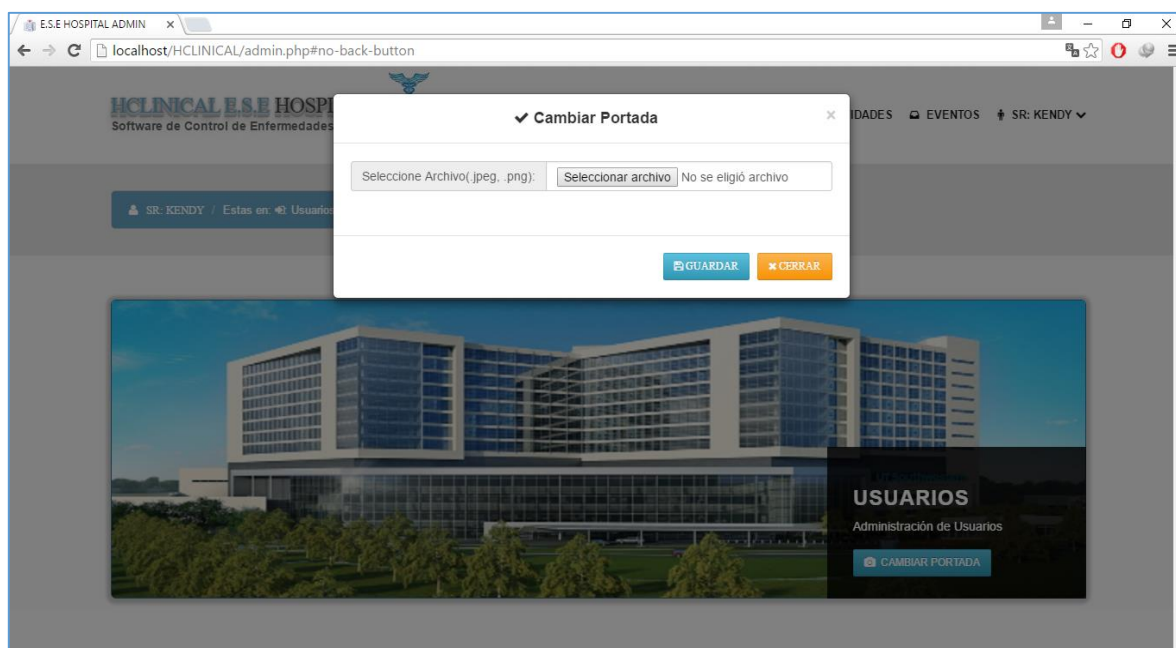 E.S.E HOSPITAL ADMIN
localhost/HCLINICAL/admin.php#no-back-button
HCLINICAL E.S.E HOSPI
Software de Control de Enfermedades
IDADES EVENTOS SR: KENDY
Cambiar Portada ×
Seleccione Archivo(.jpeg, .png): Seleccionar archivo No se eligió archivo
SR: KENDY / Estas en: Usuarios
GUARDAR CERRAR
USUARIOS
Administración de Usuarios
CAMBIAR PORTADA